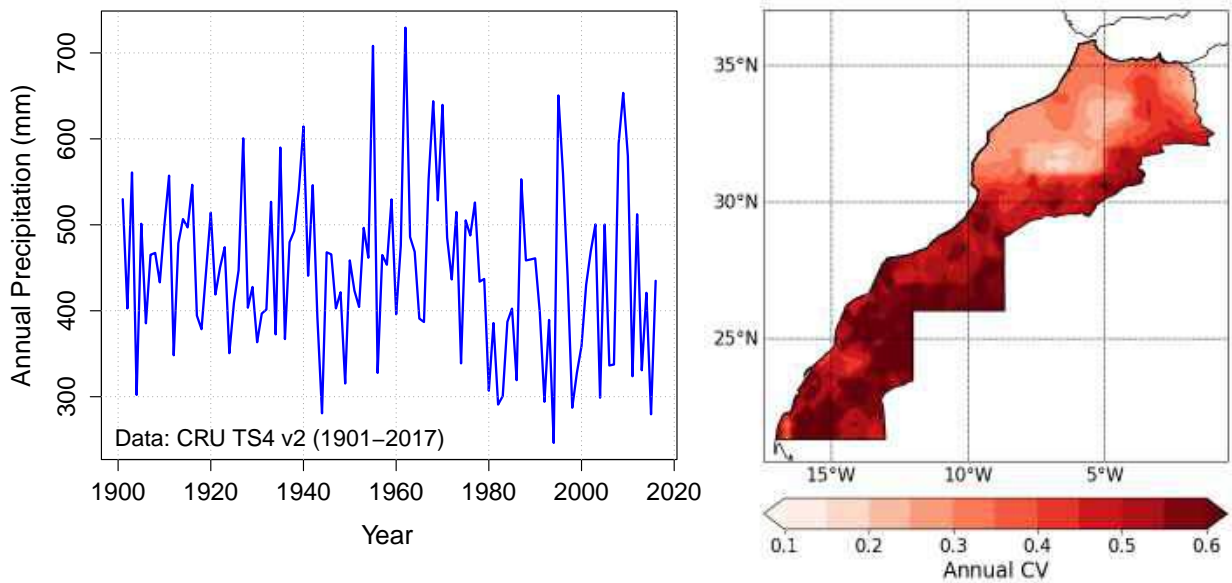 Annual Precipitation (mm)
700
600
500
400
300
Data: CRU TS4 v2 (1901−2017)
1900 1920 1940 1960 1980 2000 2020
Year
35°N
30°N
25°N
15°W 10°W 5°W
0.1 0.2 0.3 0.4 0.5 0.6
Annual CV